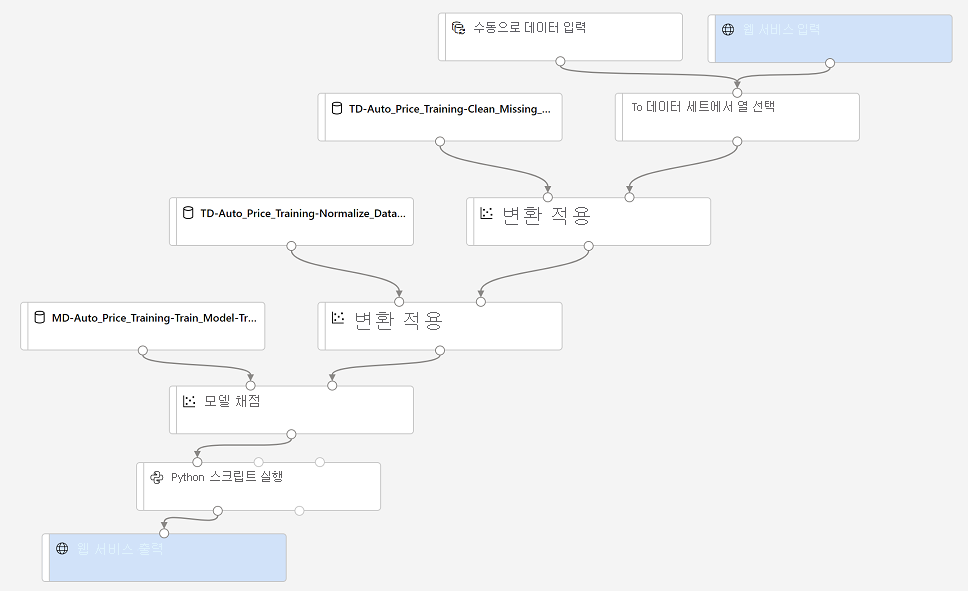 수동으로 데이터 입력
웹 서비스 입력
TD-Auto_Price_Training-Clean_Missing_...
To 데이터 세트에서 열 선택
TD-Auto_Price_Training-Normalize_Data...
변환 적용
MD-Auto_Price_Training-Train_Model-Tr...
변환 적용
모델 채점
Python 스크립트 실행
웹 서비스 출력